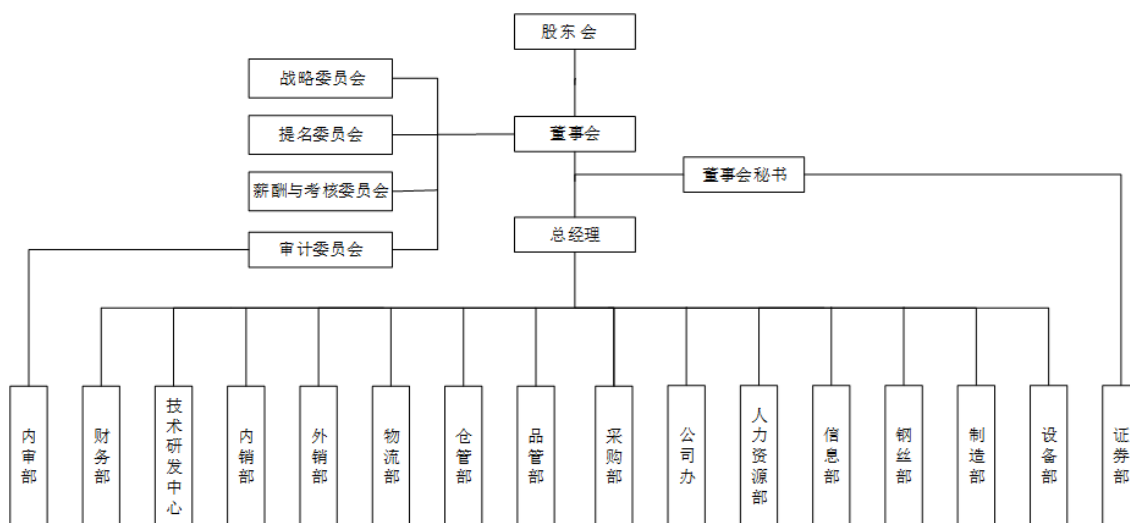 股东会
战略委员会
提名委员会
董事会
董事会秘书
薪酬与考核委员会
总经理
审计委员会
内审部
财务部
技术研发中心
内销部
外销部
物流部
仓管部
品管部
采购部
公司办
人力资源部
信息部
钢丝部
制造部
设备部
证券部